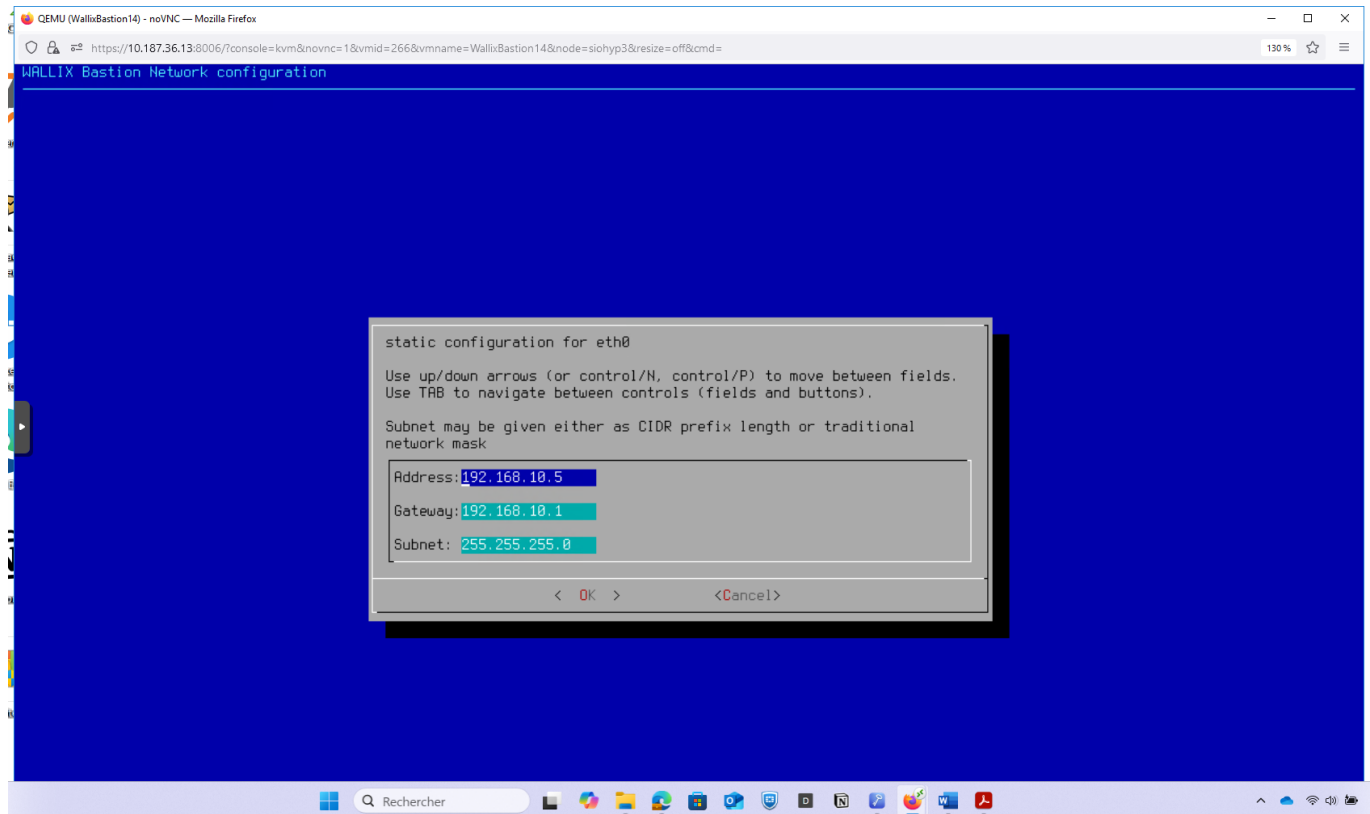 QEMU (WallixBastion14) - noVNC — Mozilla Firefox
https://10.187.36.13:8006/?console=kvm&novnc=1&vmid=266&vmname=WallixBastion14&node=siohyp3&resize=off&cmd=
130 %
WALLIX Bastion Network configuration
static configuration for eth0
Use up/down arrows (or control/N, control/P) to move between fields.
Use TAB to navigate between controls (fields and buttons).
Subnet may be given either as CIDR prefix length or traditional
network mask
Address:192.168.10.5
Gateway:192.168.10.1
Subnet: 255.255.255.0
< OK > <Cancel>
Rechercher